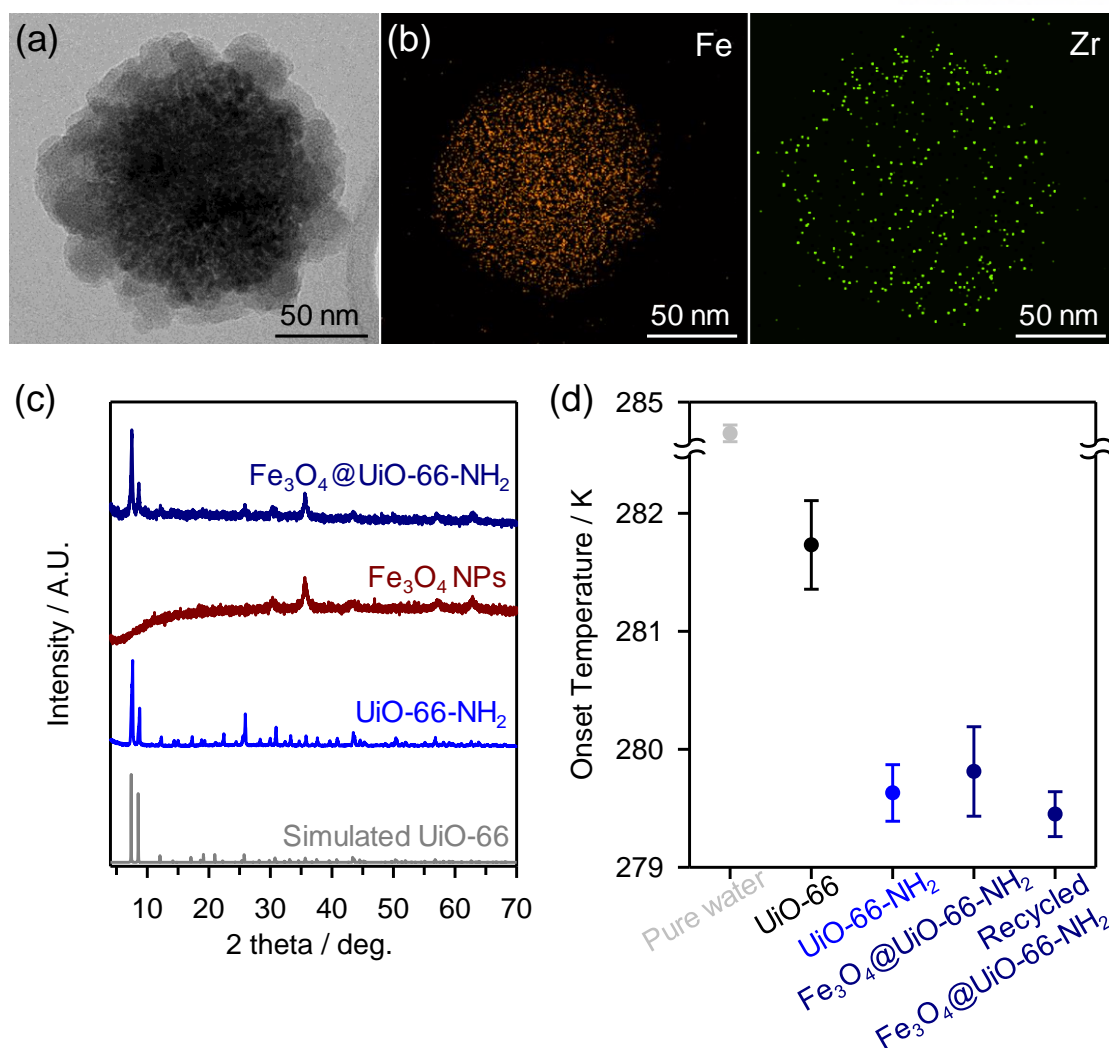 (a)
50 nm
(b)
Fe
50 nm
Zr
50 nm
(c)
Intensity / A.U.
Fe₃O₄@UiO-66-NH₂
Fe₃O₄ NPs
UiO-66-NH₂
Simulated UiO-66
10 20 30 40 50 60 70
2 theta / deg.
(d)
Onset Temperature / K
285
282
281
280
279
Pure water
UiO-66
UiO-66-NH₂
Fe₃O₄@UiO-66-NH₂
Recycled
Fe₃O₄@UiO-66-NH₂